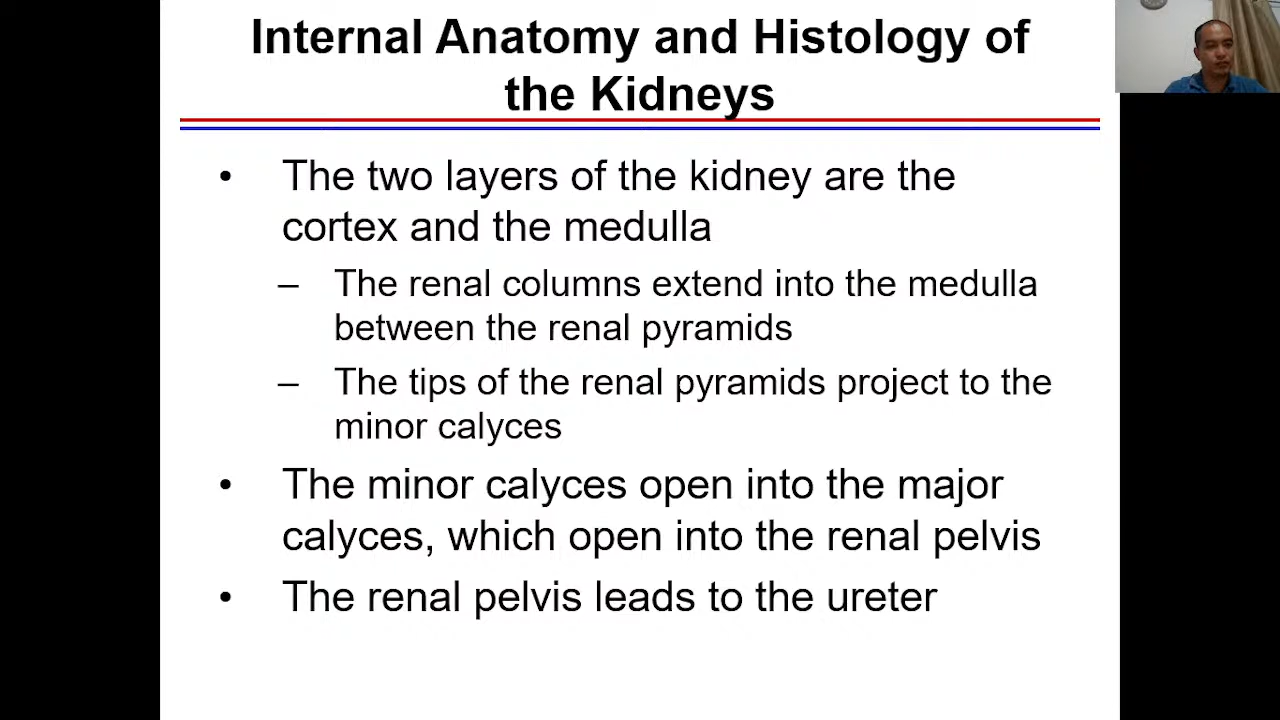 Internal Anatomy and Histology of
the Kidneys
• The two layers of the kidney are the
cortex and the medulla
– The renal columns extend into the medulla
between the renal pyramids
– The tips of the renal pyramids project to the
minor calyces
• The minor calyces open into the major
calyces, which open into the renal pelvis
• The renal pelvis leads to the ureter